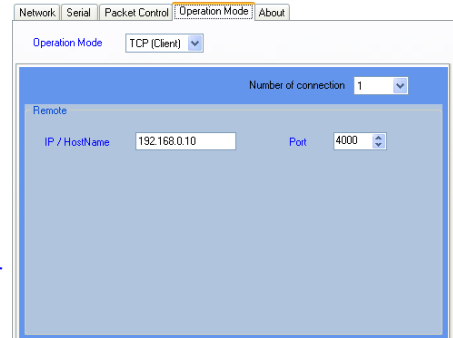 Network Serial Packet Control Operation Mode About
Operation Mode TCP (Client)
Number of connection 1
Remote
IP / HostName 192.168.0.10 Port 4000